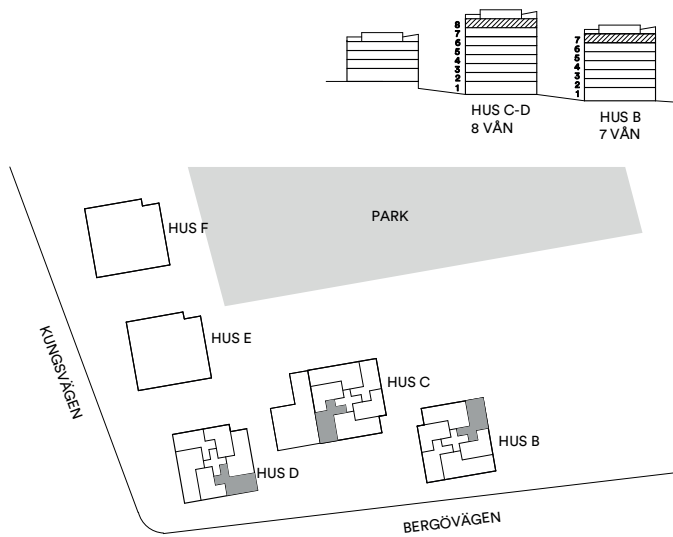 8
7
6
5
4
3
2
1
7
6
5
4
3
2
1
HUS C-D
8 VÅN
HUS B
7 VÅN
PARK
HUS F
HUS E
KUNGSVÄGEN
HUS C
HUS B
HUS D
BERGÖVÄGEN